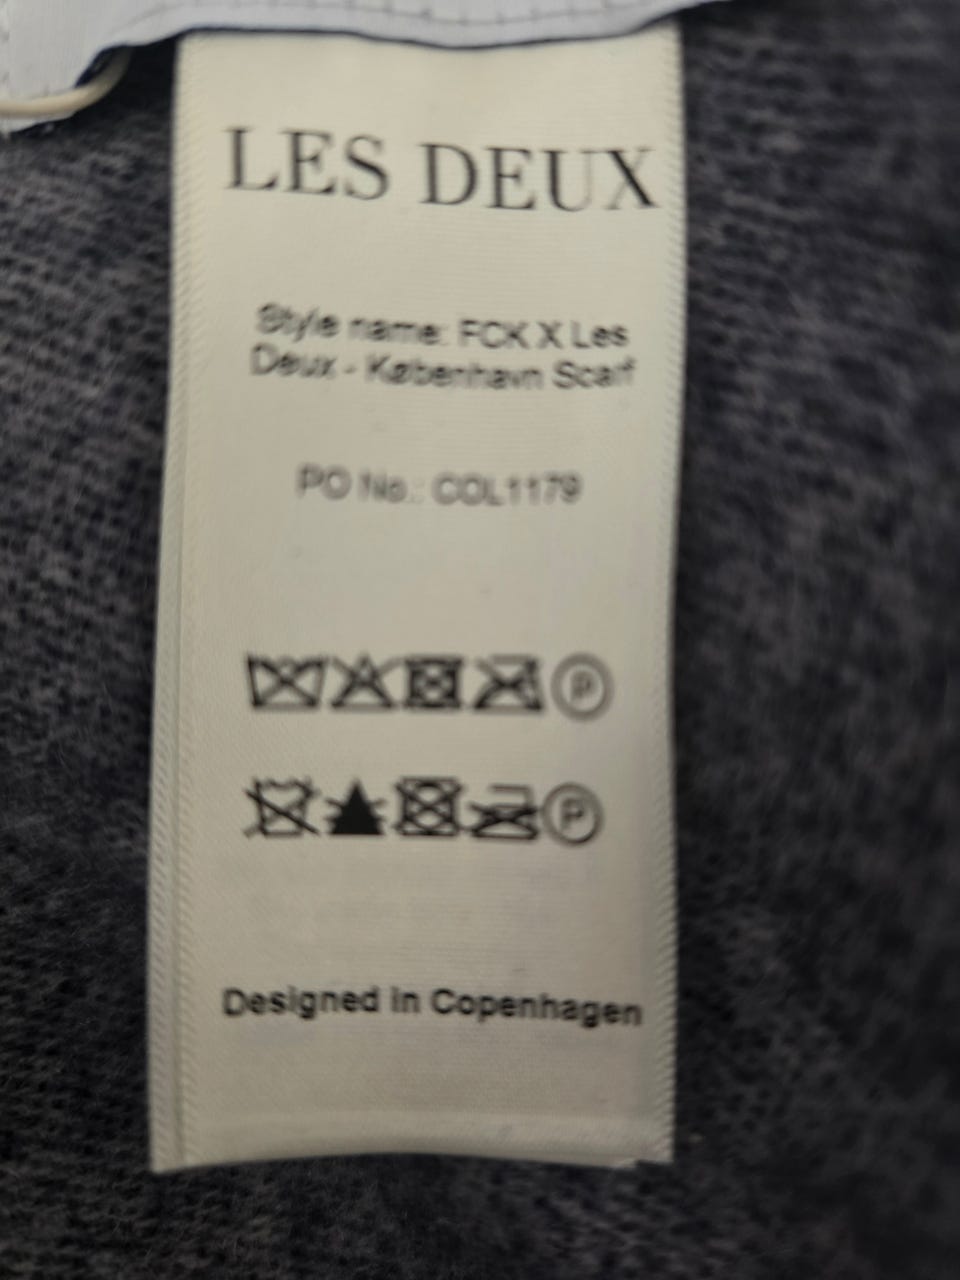 LES DEUX
Style name: FCK X Les
Deux - København Scarf
PO No.: COL1179
P
P
Designed in Copenhagen